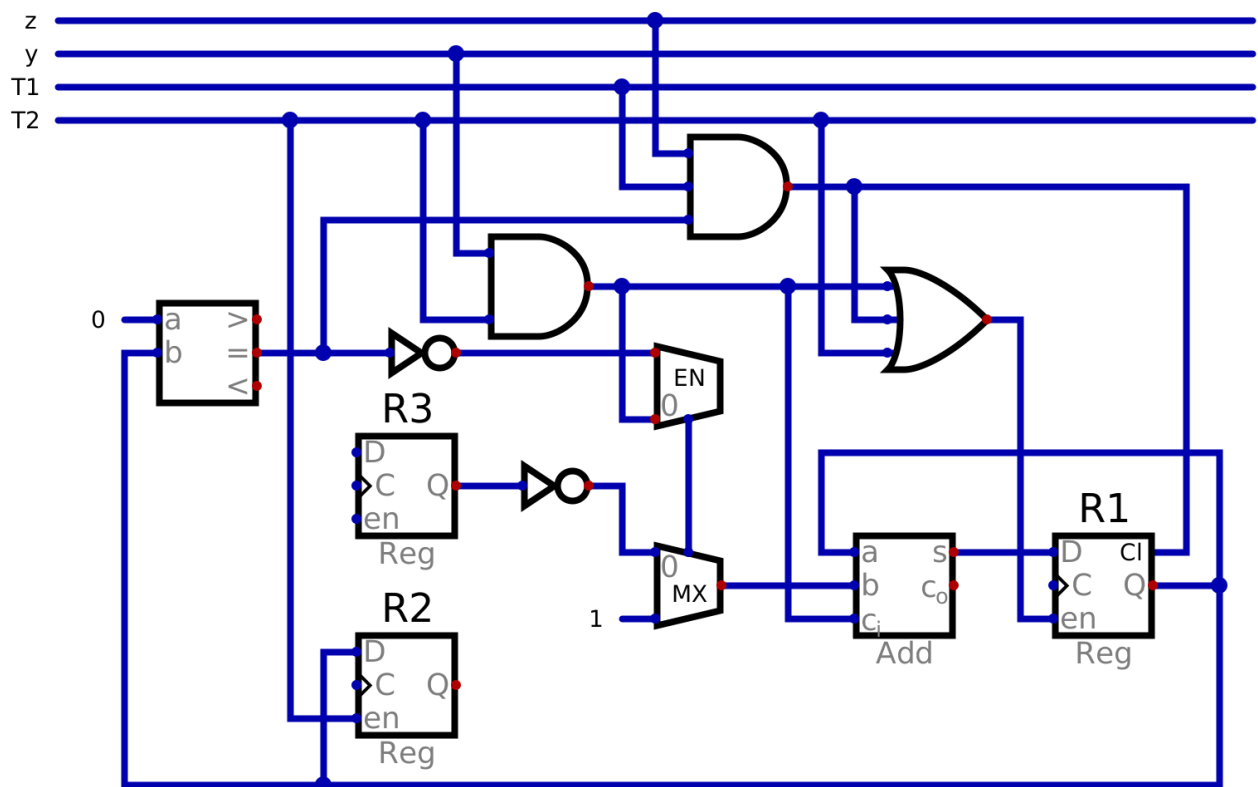 z
y
T1
T2
0
a >
b =
<
EN
0
R3
D
C Q
en
Reg
R1
0
MX
1
a s
b c₀
cᵢ
Add
D Cl
C Q
en
Reg
R2
D
C Q
en
Reg